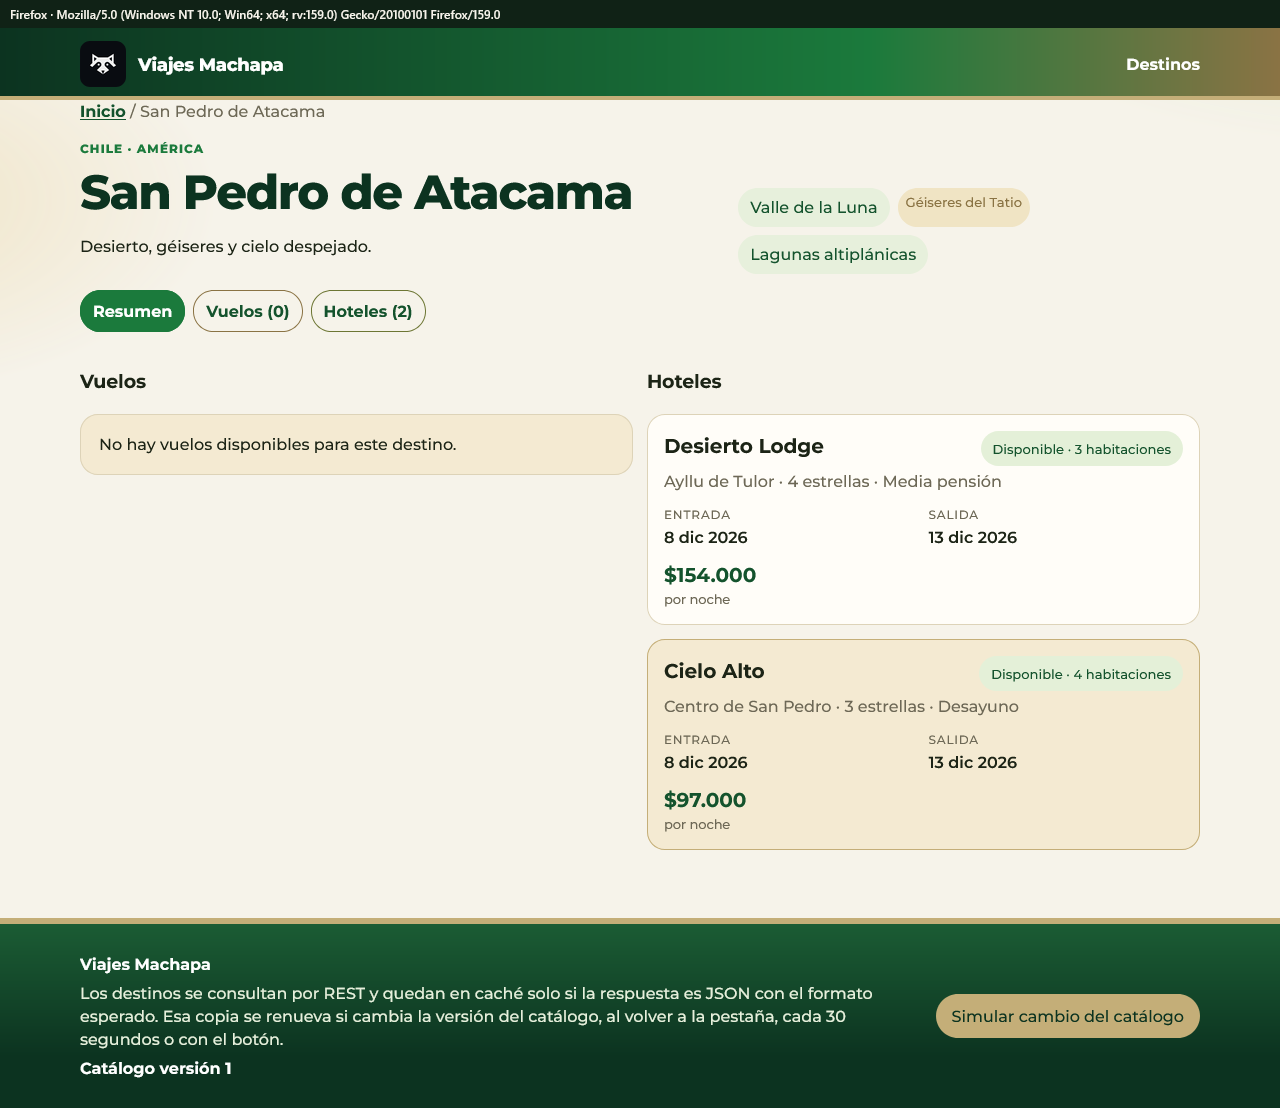 Firefox · Mozilla/5.0 (Windows NT 10.0; Win64; x64; rv:159.0) Gecko/20100101 Firefox/159.0
Viajes Machapa
Destinos
Inicio / San Pedro de Atacama
CHILE · AMÉRICA
San Pedro de Atacama
Desierto, géiseres y cielo despejado.
Valle de la Luna
Géiseres del Tatio
Lagunas altiplánicas
Resumen
Vuelos (0)
Hoteles (2)
Vuelos
No hay vuelos disponibles para este destino.
Hoteles
Desierto Lodge
Disponible · 3 habitaciones
Ayllu de Tulor · 4 estrellas · Media pensión
ENTRADA
8 dic 2026
SALIDA
13 dic 2026
$154.000
por noche
Cielo Alto
Disponible · 4 habitaciones
Centro de San Pedro · 3 estrellas · Desayuno
ENTRADA
8 dic 2026
SALIDA
13 dic 2026
$97.000
por noche
Viajes Machapa
Los destinos se consultan por REST y quedan en caché solo si la respuesta es JSON con el formato
esperado. Esa copia se renueva si cambia la versión del catálogo, al volver a la pestaña, cada 30
segundos o con el botón.
Catálogo versión 1
Simular cambio del catálogo